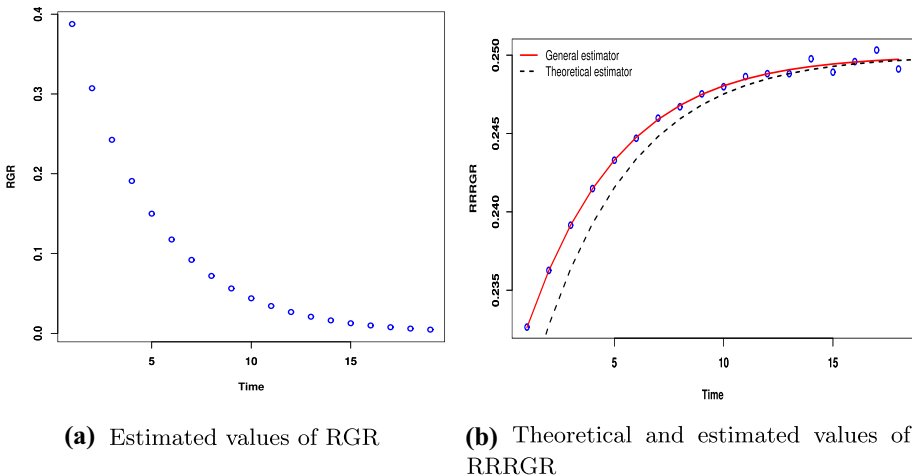 0.4
0.3
0.2
0.1
0.0
RGR
5
10
15
Time
(a) Estimated values of RGR
General estimator
Theoretical estimator
0.250
0.245
0.240
0.235
RRRGR
5
10
15
Time
(b) Theoretical and estimated values of
RRRGR